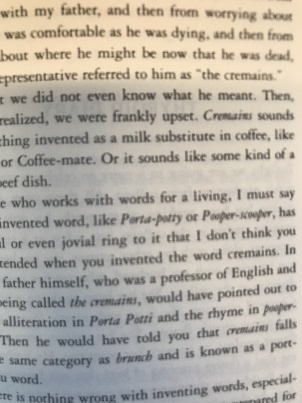 with my father, and then from worrying about
was comfortable as he was dying, and then from
bout where he might be now that he was dead,
epresentative referred to him as "the cremains."
t we did not even know what he meant. Then,
realized, we were frankly upset. Cremains sounds
thing invented as a milk substitute in coffee, like
or Coffee-mate. Or it sounds like some kind of a
eef dish.
e who works with words for a living, I must say
invented word, like Porta-potty or Pooper-scooper, has
l or even jovial ring to it that I don't think you
tended when you invented the word cremains. In
father himself, who was a professor of English and
eing called the cremains, would have pointed out to
alliteration in Porta Potti and the rhyme in pooper-
Then he would have told you that cremains falls
e same category as brunch and is known as a port-
u word.
ere is nothing wrong with inventing words, especial-